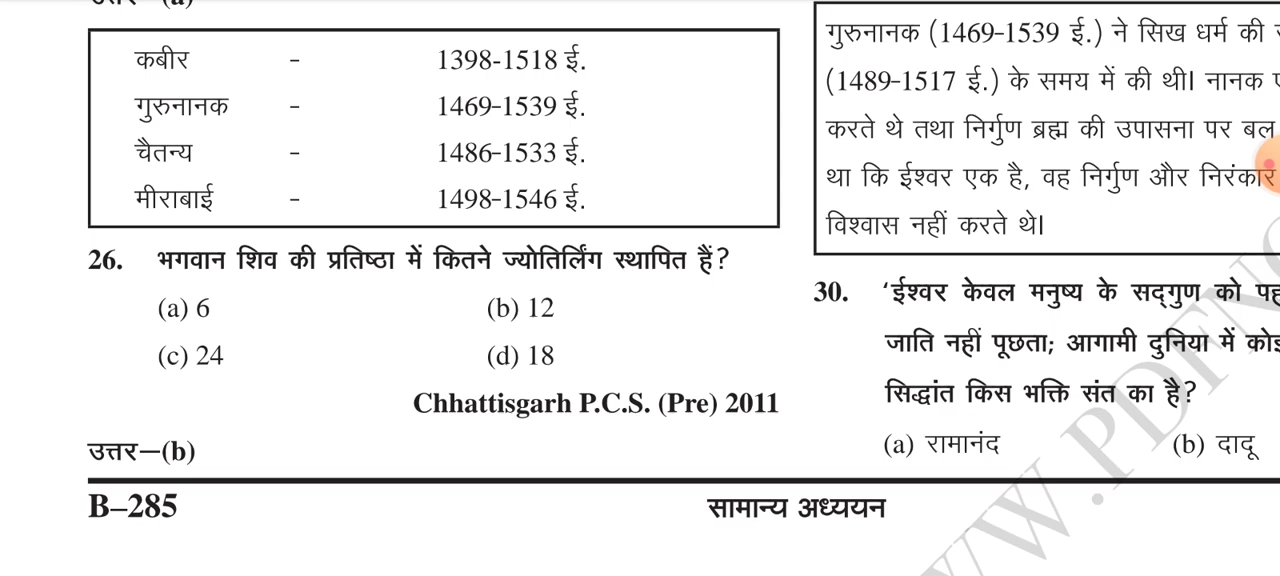 उत्तर–(a)
कबीर - 1398-1518 ई.
गुरुनानक - 1469-1539 ई.
चैतन्य - 1486-1533 ई.
मीराबाई - 1498-1546 ई.
26. भगवान शिव की प्रतिष्ठा में कितने ज्योतिर्लिंग स्थापित हैं?
(a) 6 (b) 12
(c) 24 (d) 18
Chhattisgarh P.C.S. (Pre) 2011
उत्तर–(b)
गुरुनानक (1469-1539 ई.) ने सिख धर्म की
(1489-1517 ई.) के समय में की थी। नानक
करते थे तथा निर्गुण ब्रह्म की उपासना पर बल
था कि ईश्वर एक है, वह निर्गुण और निरंकार
विश्वास नहीं करते थे।
30. 'ईश्वर केवल मनुष्य के सद्गुण को
जाति नहीं पूछता; आगामी दुनिया में
सिद्धांत किस भक्ति संत का है?
(a) रामानंद (b) दादू
B–285 सामान्य अध्ययन